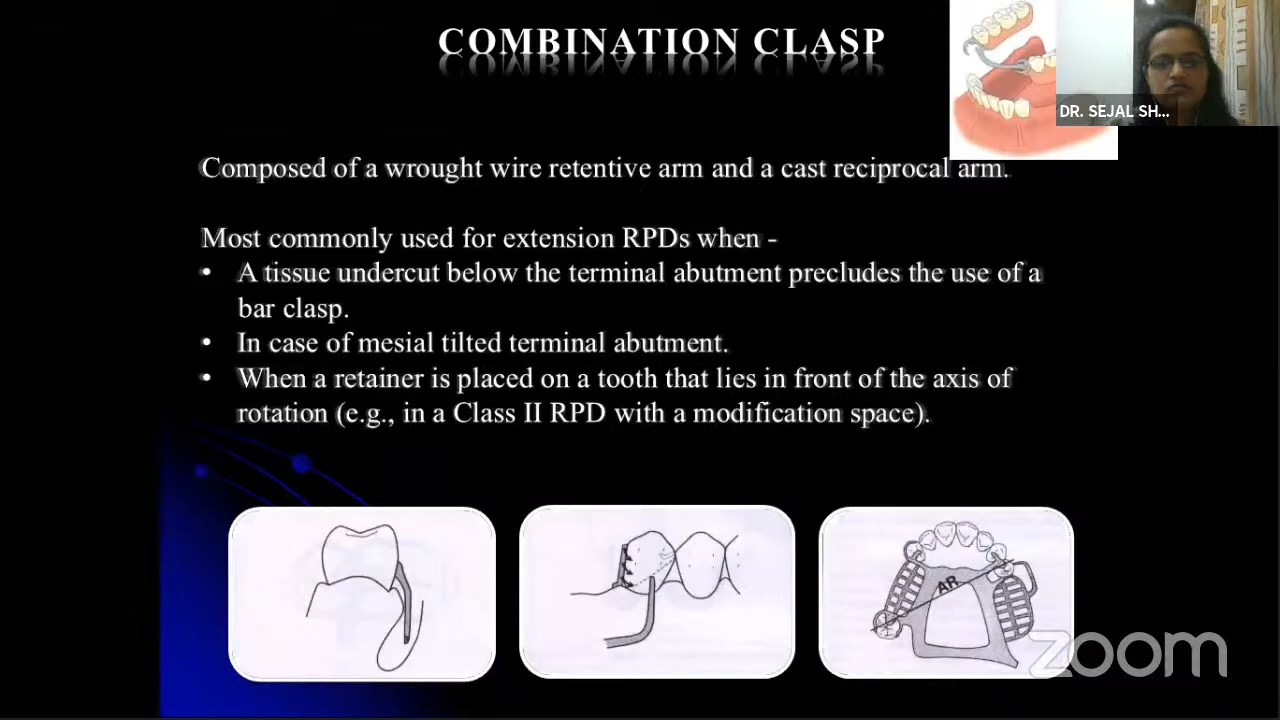 COMBINATION CLASP
DR. SEJAL SH...
Composed of a wrought wire retentive arm and a cast reciprocal arm.
Most commonly used for extension RPDs when -
• A tissue undercut below the terminal abutment precludes the use of a
bar clasp.
• In case of mesial tilted terminal abutment.
• When a retainer is placed on a tooth that lies in front of the axis of
rotation (e.g., in a Class II RPD with a modification space).
AR
zoom